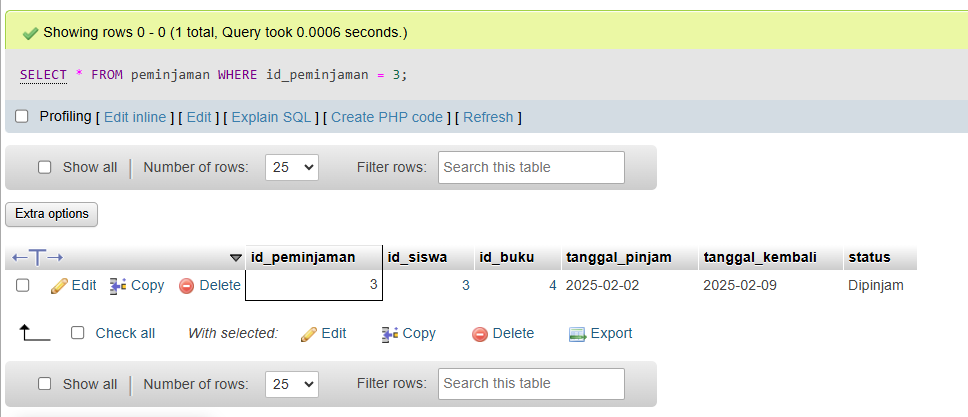 Showing rows 0 - 0 (1 total, Query took 0.0006 seconds.)
SELECT * FROM peminjaman WHERE id_peminjaman = 3;
Profiling [ Edit inline ] [ Edit ] [ Explain SQL ] [ Create PHP code ] [ Refresh ]
Show all Number of rows: 25 Filter rows: Search this table
Extra options
id_peminjaman id_siswa id_buku tanggal_pinjam tanggal_kembali status
Edit Copy Delete 3 3 4 2025-02-02 2025-02-09 Dipinjam
Check all With selected: Edit Copy Delete Export
Show all Number of rows: 25 Filter rows: Search this table